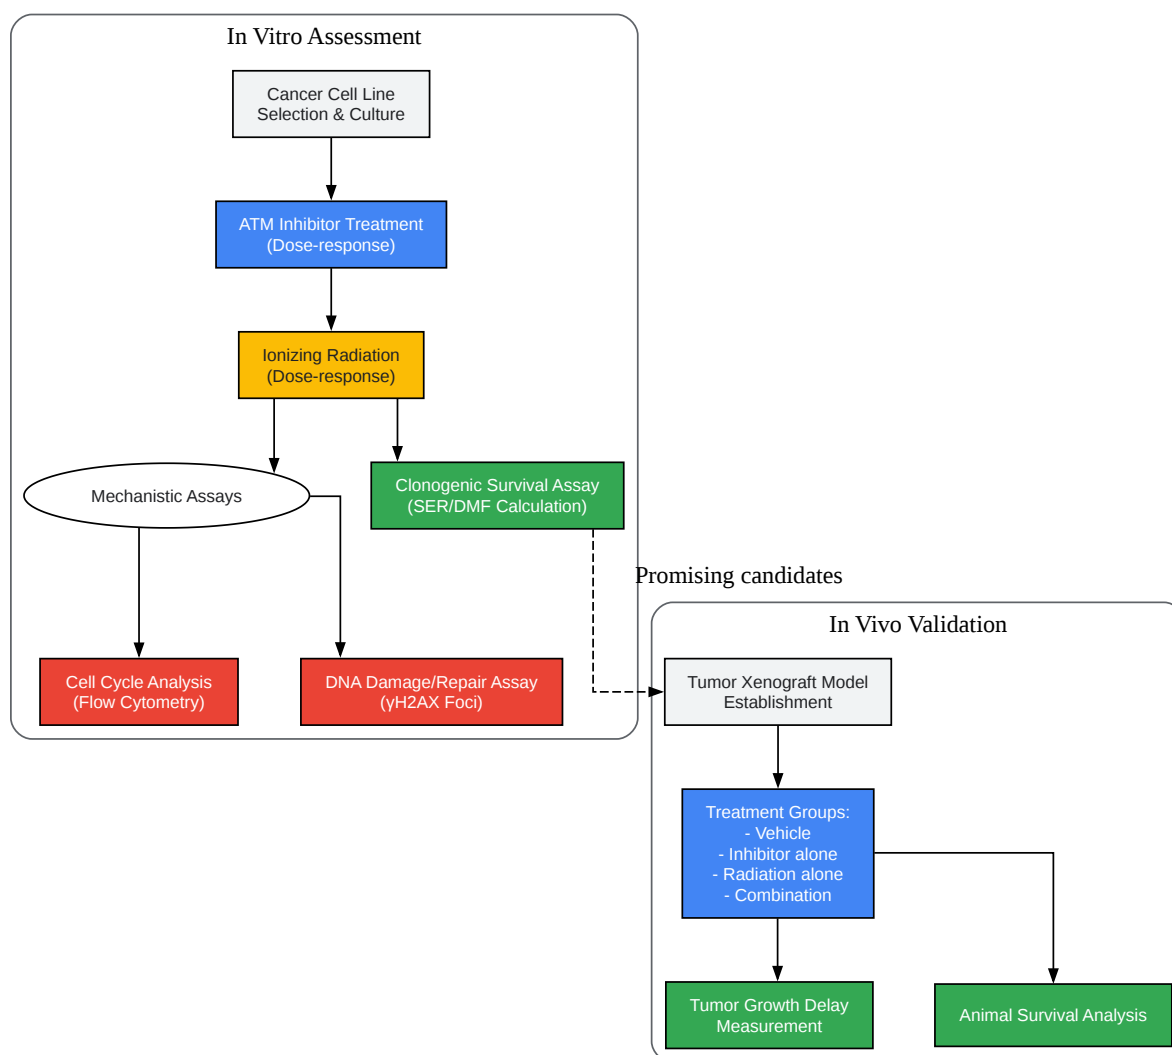 In Vitro Assessment
Cancer Cell Line
Selection & Culture
ATM Inhibitor Treatment
(Dose-response)
Ionizing Radiation
(Dose-response)
Mechanistic Assays
Clonogenic Survival Assay
(SER/DMF Calculation)
Cell Cycle Analysis
(Flow Cytometry)
DNA Damage/Repair Assay
(γH2AX Foci)
Promising candidates
In Vivo Validation
Tumor Xenograft Model
Establishment
Treatment Groups:
- Vehicle
- Inhibitor alone
- Radiation alone
- Combination
Tumor Growth Delay
Measurement
Animal Survival Analysis